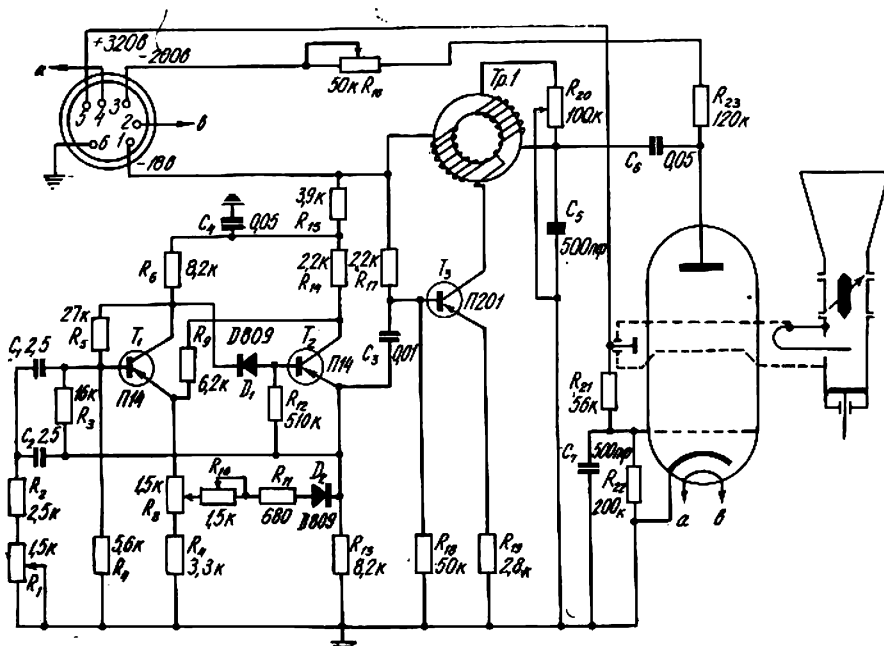 +320в
-200в
а
5
4
3
2
в
6
1
-18в
50к R₁₆
Тр.1
R₂₀
100к
R₂₃
120к
C₆
0,05
3,9к
R₁₅
C₄
0,05
C₅
500пф
R₆
8,2к
2,2к
R₁₄
2,2к
R₁₇
T₃
П201
27к
R₅
T₁
R₉
Д809
T₂
C₁ 2,5
П14
C₃
0,01
16к
R₃
П14
6,2к
D₁
R₁₂
510к
R₂₁
56к
C₂ 2,5
C₇
500пф
R₂₂
200к
R₂
2,5к
1,5к
R₈
R₁₀
1,5к
R₁₁
680
D₂
Д809
а
в
1,5к
R₁
5,6к
R₄
R₄
3,3к
R₁₃
8,2к
R₁₈
50к
R₁₉
2,8к